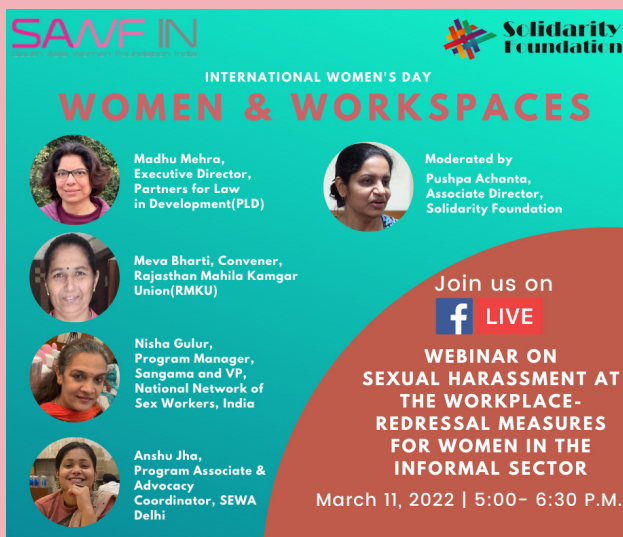 SAWF IN
Solidarity
Foundation
INTERNATIONAL WOMEN'S DAY
WOMEN & WORKSPACES
Madhu Mehra,
Executive Director,
Partners for Law
in Development(PLD)
Moderated by
Pushpa Achanta,
Associate Director,
Solidarity Foundation
Meva Bharti, Convener,
Rajasthan Mahila Kamgar
Union(RMKU)
Nisha Gulur,
Program Manager,
Sangama and VP,
National Network of
Sex Workers, India
Anshu Jha,
Program Associate &
Advocacy
Coordinator, SEWA
Delhi
Join us on
f LIVE
WEBINAR ON
SEXUAL HARASSMENT AT
THE WORKPLACE-
REDRESSAL MEASURES
FOR WOMEN IN THE
INFORMAL SECTOR
March 11, 2022 | 5:00- 6:30 P.M.